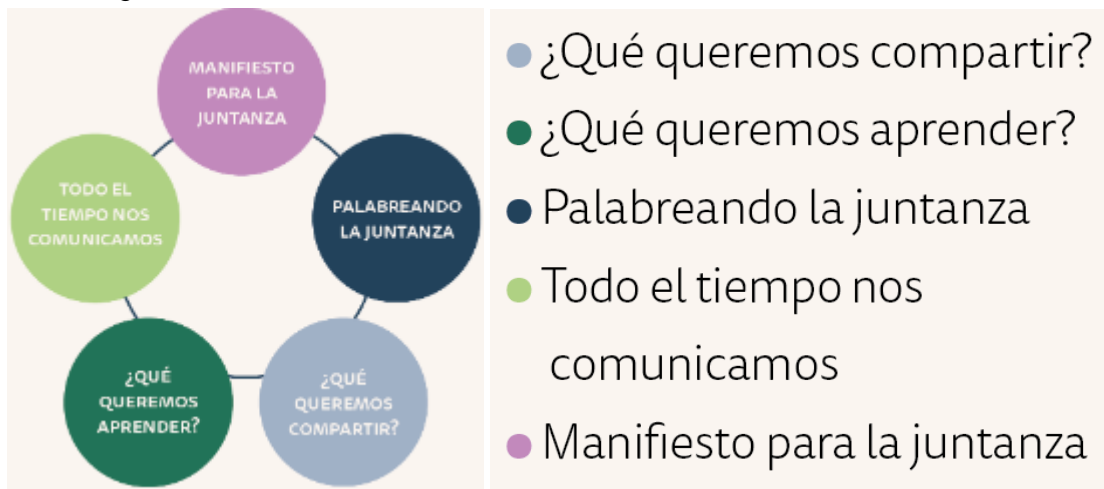 MANIFIESTO
PARA LA
JUNTANZA
TODO EL
TIEMPO NOS
COMUNICAMOS
PALABREANDO
LA JUNTANZA
¿QUÉ
QUEREMOS
APRENDER?
¿QUÉ
QUEREMOS
COMPARTIR?
¿Qué queremos compartir?
¿Qué queremos aprender?
Palabreando la juntanza
Todo el tiempo nos
comunicamos
Manifiesto para la juntanza